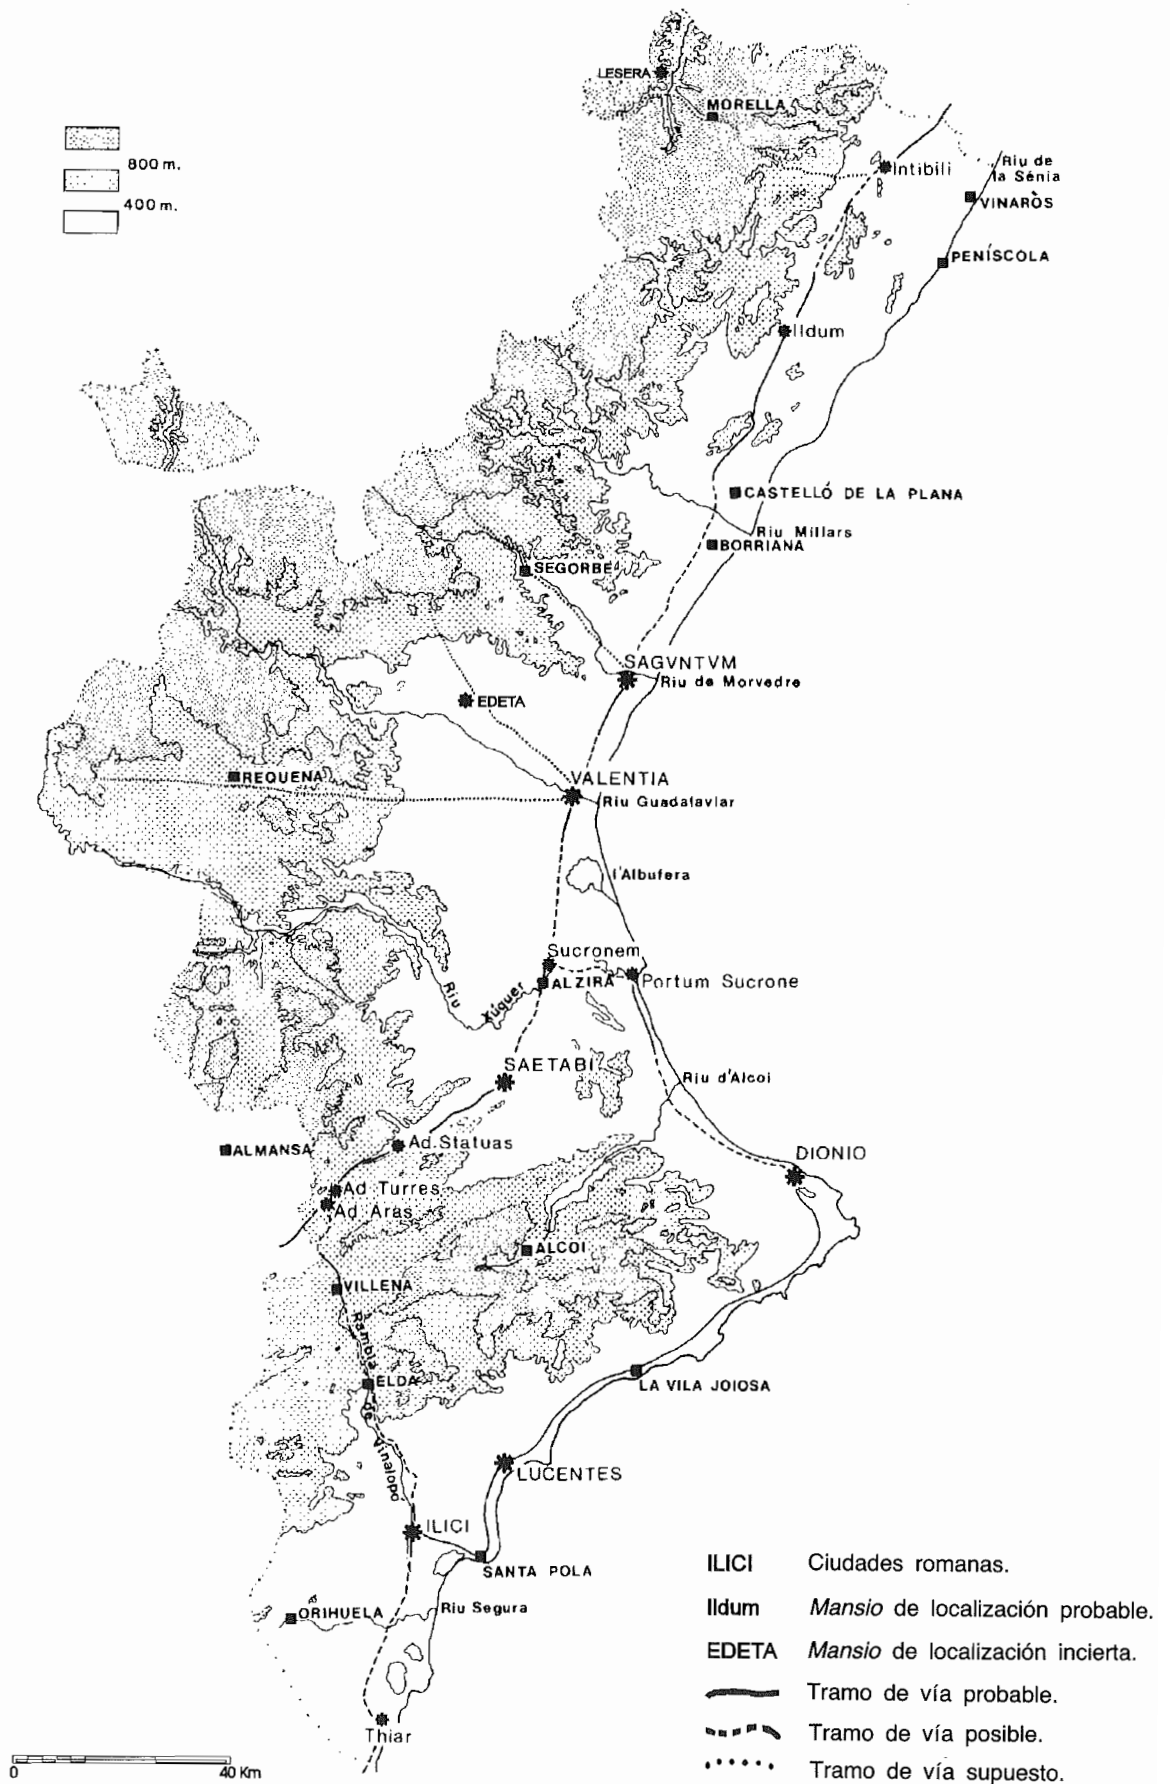 LESERA
MORELLA
800 m.
400 m.
Intibili
Riu de
la Sénia
VINARÒS
PENÍSCOLA
Ildum
CASTELLÓ DE LA PLANA
Riu Millars
BORRIANA
SEGORBE
SAGVNTVM
Riu de Morvedre
EDETA
VALENTIA
REQUENA
Riu Guadalaviar
l'Albufera
Sucronem
ALZIRA
Portum Sucrone
Riu Xúquer
SAETABI
Riu d'Alcoi
ALMANSA
Ad.Statuas
DIONIO
Ad Turres
Ad Aras
ALCOI
VILLENA
Rambla de Vinalopó
ELDA
LA VILA JOIOSA
LUCENTES
ILICI
SANTA POLA
ORIHUELA
Riu Segura
Thiar
0 40 Km
ILICI Ciudades romanas.
Ildum Mansio de localización probable.
EDETA Mansio de localización incierta.
Tramo de vía probable.
Tramo de vía posible.
Tramo de vía supuesto.